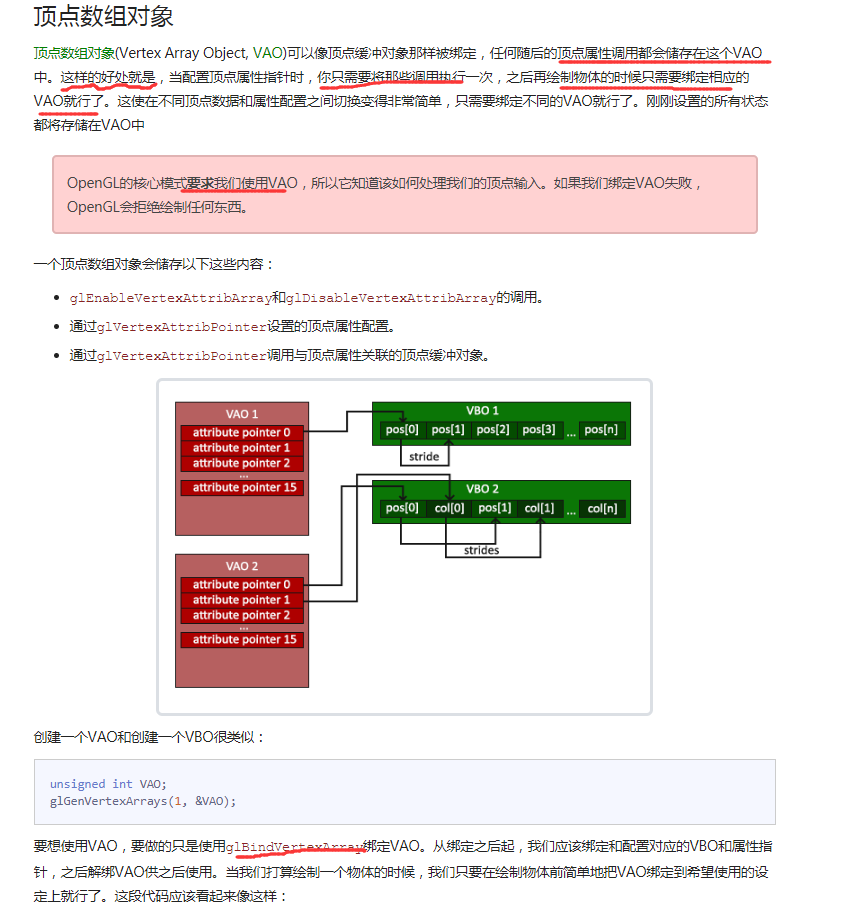 顶点数组对象
顶点数组对象(Vertex Array Object, VAO)可以像顶点缓冲对象那样被绑定，任何随后的顶点属性调用都会储存在这个VAO
中。这样的好处就是，当配置顶点属性指针时，你只需要将那些调用执行一次，之后再绘制物体的时候只需要绑定相应的
VAO就行了。这使在不同顶点数据和属性配置之间切换变得非常简单，只需要绑定不同的VAO就行了。刚刚设置的所有状态
都将存储在VAO中
OpenGL的核心模式要求我们使用VAO，所以它知道该如何处理我们的顶点输入。如果我们绑定VAO失败，
OpenGL会拒绝绘制任何东西。
一个顶点数组对象会储存以下这些内容：
• glEnableVertexAttribArray和glDisableVertexAttribArray的调用。
• 通过glVertexAttribPointer设置的顶点属性配置。
• 通过glVertexAttribPointer调用与顶点属性关联的顶点缓冲对象。
VAO 1
attribute pointer 0
attribute pointer 1
attribute pointer 2
...
attribute pointer 15
VBO 1
pos[0] pos[1] pos[2] pos[3] ... pos[n]
stride
VBO 2
pos[0] col[0] pos[1] col[1] ... col[n]
strides
VAO 2
attribute pointer 0
attribute pointer 1
attribute pointer 2
...
attribute pointer 15
创建一个VAO和创建一个VBO很类似：
unsigned int VAO;
glGenVertexArrays(1, &VAO);
要想使用VAO，要做的只是使用glBindVertexArray绑定VAO。从绑定之后起，我们应该绑定和配置对应的VBO和属性指
针，之后解绑VAO供之后使用。当我们打算绘制一个物体的时候，我们只要在绘制物体前简单地把VAO绑定到希望使用的设
定上就行了。这段代码应该看起来像这样：